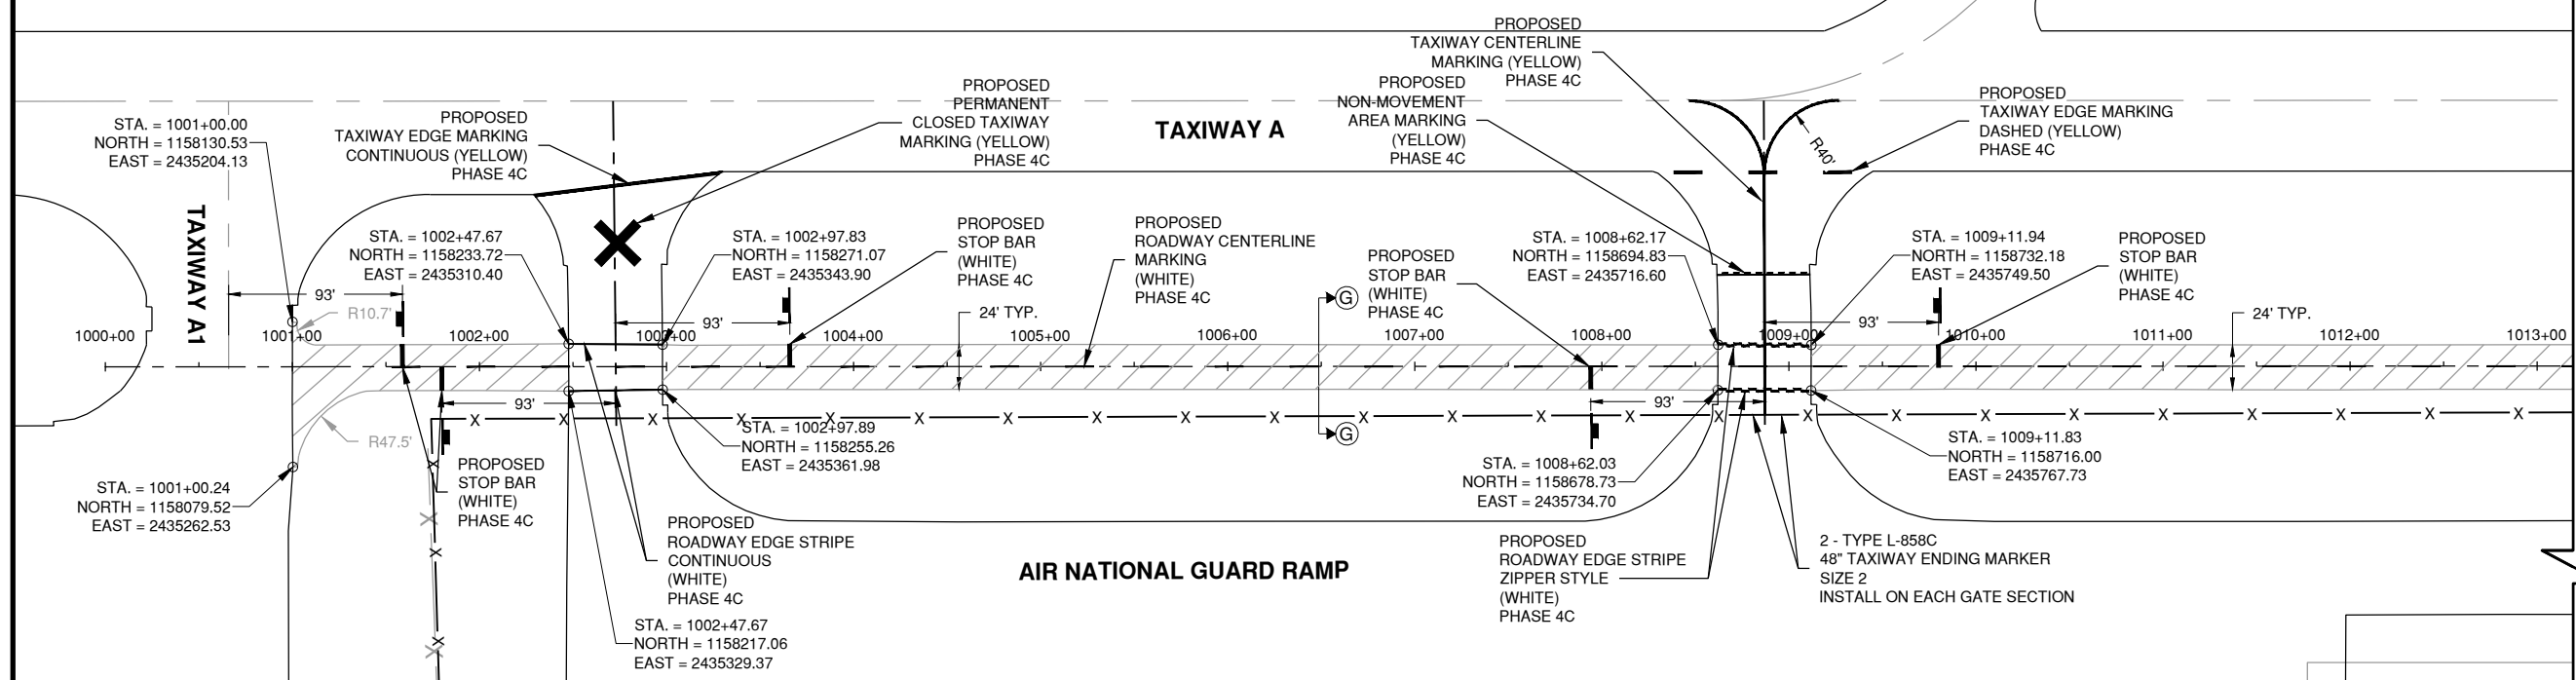 PROPOSED
TAXIWAY CENTERLINE
MARKING (YELLOW)
PHASE 4C
PROPOSED
NON-MOVEMENT
AREA MARKING
(YELLOW)
PHASE 4C
PROPOSED
PERMANENT
CLOSED TAXIWAY
MARKING (YELLOW)
PHASE 4C
PROPOSED
TAXIWAY EDGE MARKING
DASHED (YELLOW)
PHASE 4C
PROPOSED
TAXIWAY EDGE MARKING
CONTINUOUS (YELLOW)
PHASE 4C
STA. = 1001+00.00
NORTH = 1158130.53
EAST = 2435204.13
TAXIWAY A
R40'
TAXIWAY A1
STA. = 1002+47.67
NORTH = 1158233.72
EAST = 2435310.40
STA. = 1002+97.83
NORTH = 1158271.07
EAST = 2435343.90
PROPOSED
STOP BAR
(WHITE)
PHASE 4C
PROPOSED
ROADWAY CENTERLINE
MARKING
(WHITE)
PHASE 4C
PROPOSED
STOP BAR
(WHITE)
PHASE 4C
STA. = 1008+62.17
NORTH = 1158694.83
EAST = 2435716.60
STA. = 1009+11.94
NORTH = 1158732.18
EAST = 2435749.50
PROPOSED
STOP BAR
(WHITE)
PHASE 4C
93'
R10.7'
93'
24' TYP.
G
93'
24' TYP.
1000+00
1001+00
1002+00
1003+00
1004+00
1005+00
1006+00
1007+00
1008+00
1009+00
1010+00
1011+00
1012+00
1013+00
93'
93'
X X X X X X X X X X X X X X X X X X X X X X X X
G
R47.5'
STA. = 1002+97.89
NORTH = 1158255.26
EAST = 2435361.98
STA. = 1009+11.83
NORTH = 1158716.00
EAST = 2435767.73
STA. = 1008+62.03
NORTH = 1158678.73
EAST = 2435734.70
PROPOSED
STOP BAR
(WHITE)
PHASE 4C
STA. = 1001+00.24
NORTH = 1158079.52
EAST = 2435262.53
X
X
X
X
X
PROPOSED
ROADWAY EDGE STRIPE
CONTINUOUS
(WHITE)
PHASE 4C
AIR NATIONAL GUARD RAMP
PROPOSED
ROADWAY EDGE STRIPE
ZIPPER STYLE
(WHITE)
PHASE 4C
2 - TYPE L-858C
48" TAXIWAY ENDING MARKER
SIZE 2
INSTALL ON EACH GATE SECTION
STA. = 1002+47.67
NORTH = 1158217.06
EAST = 2435329.37